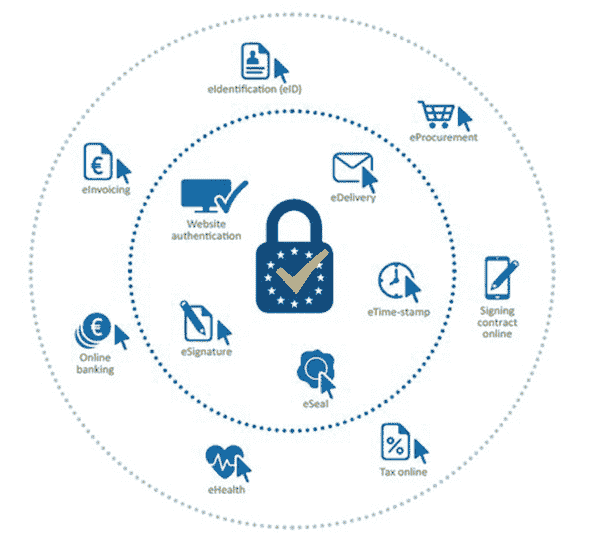 eIdentification (eID)
eProcurement
eInvoicing
eDelivery
Website
authentication
eTime-stamp
Signing
contract
online
eSignature
Online
banking
eSeal
Tax online
eHealth